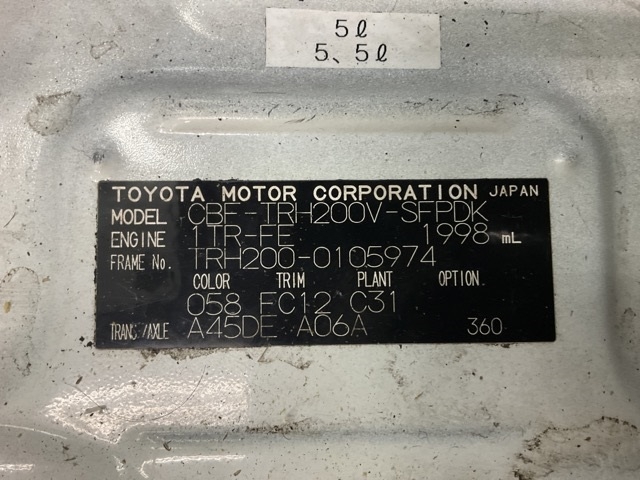 5ℓ
5、5ℓ
TOYOTA MOTOR CORPORATION JAPAN
MODEL CBF-TRH200V-SFPDK
ENGINE 1TR-FE 1998 mL
FRAME No. TRH200-0105974
COLOR TRIM PLANT OPTION
058 FC12 C31
TRANS/AXLE A45DE A06A 360